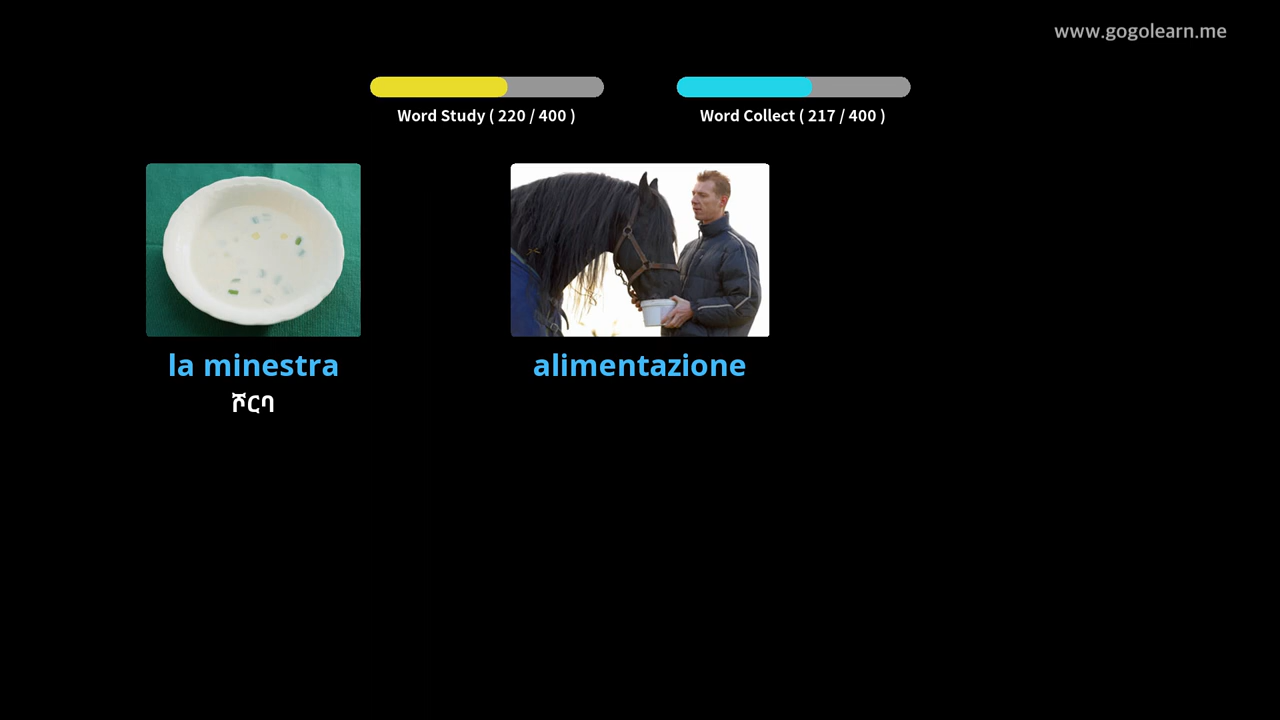 www.gogolearn.me
Word Study ( 220 / 400 )
Word Collect ( 217 / 400 )
la minestra
ሾርባ
alimentazione